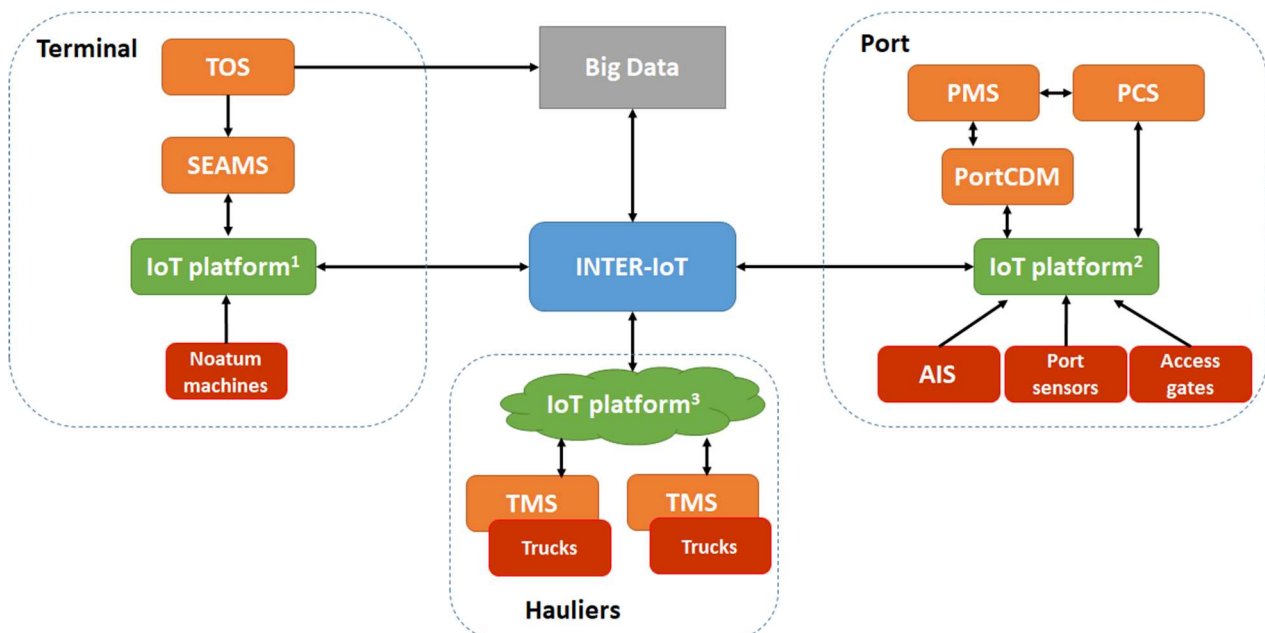 Terminal
TOS
SEAMS
IoT platform¹
Noatum
machines
Big Data
INTER-IoT
Port
PMS
PCS
PortCDM
IoT platform²
AIS
Port
sensors
Access
gates
IoT platform³
TMS
Trucks
TMS
Trucks
Hauliers